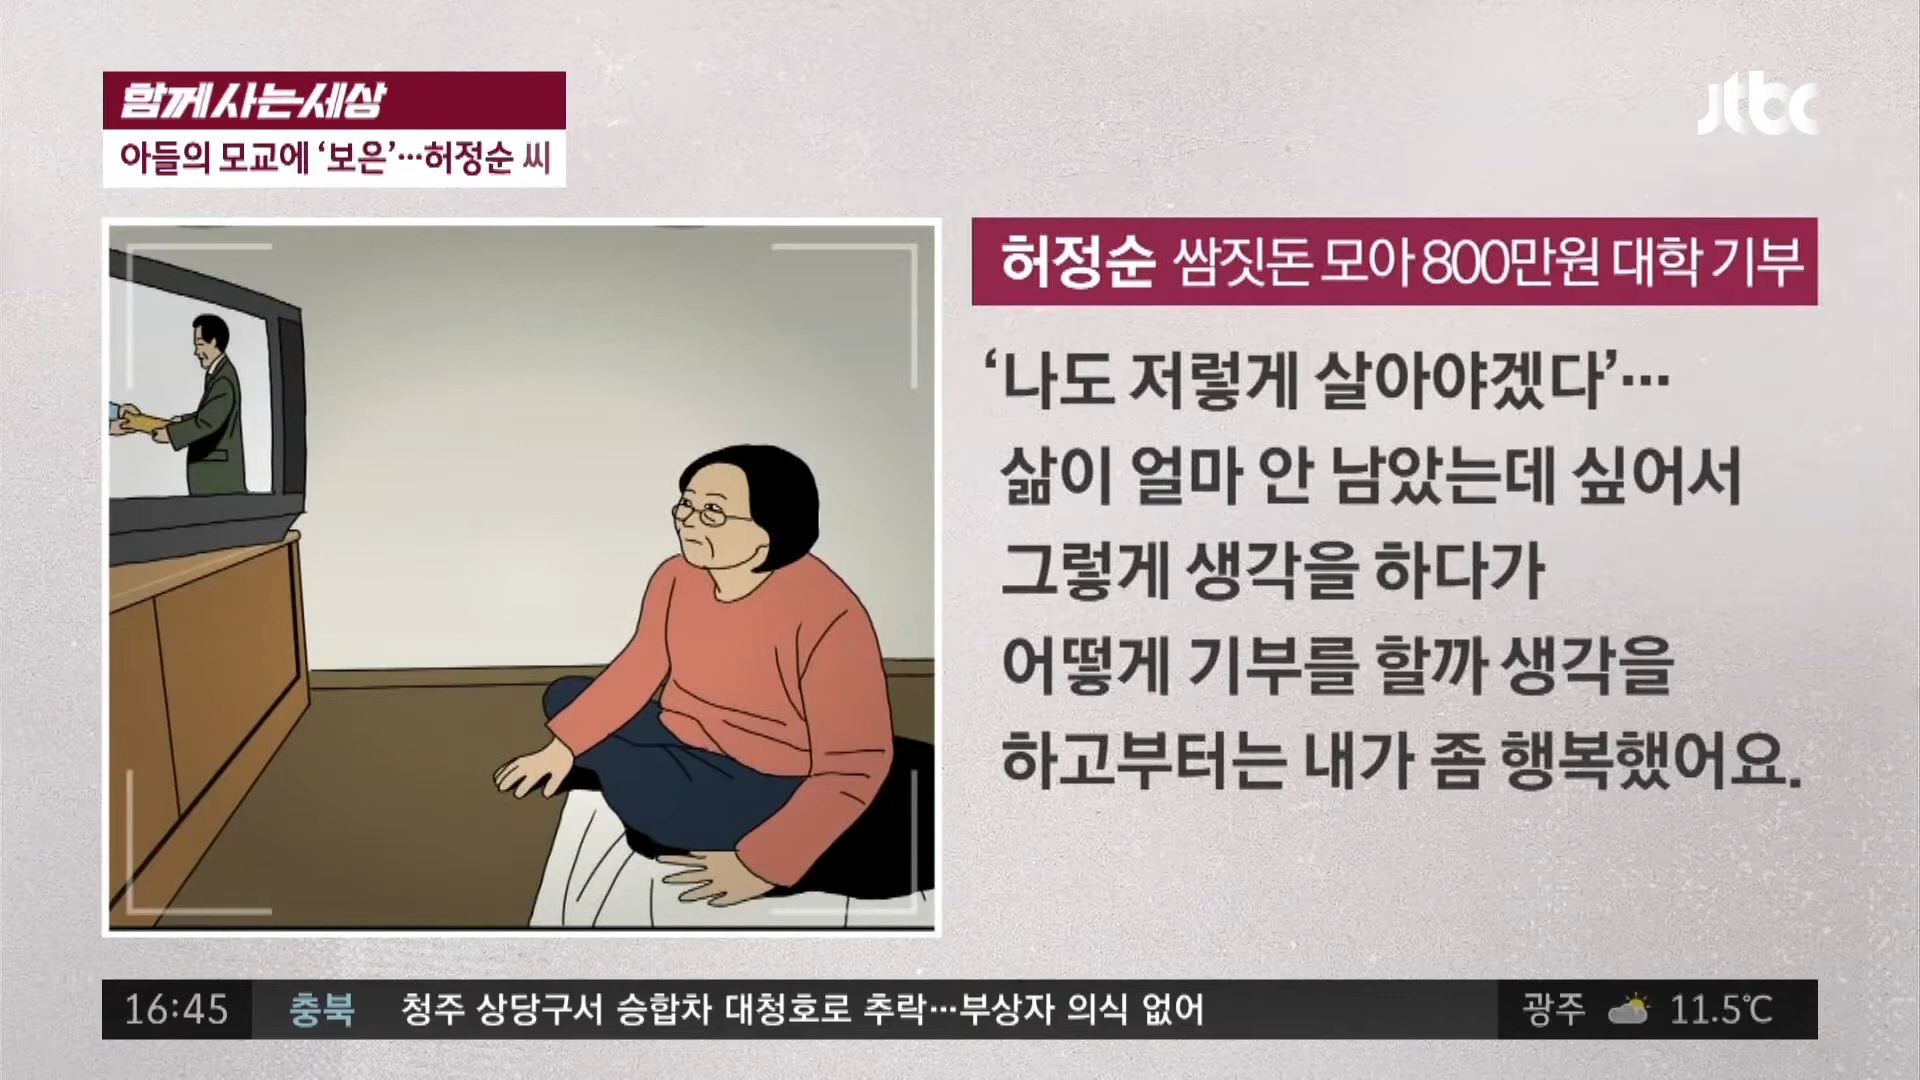 함께 사는 세상
아들의 모교에 ‘보은’…허정순 씨
jtbc
허정순 쌈짓돈 모아 800만원 대학 기부
‘나도 저렇게 살아야겠다’…
삶이 얼마 안 남았는데 싶어서
그렇게 생각을 하다가
어떻게 기부를 할까 생각을
하고부터는 내가 좀 행복했어요.
16:45 충북 청주 상당구서 승합차 대청호로 추락…부상자 의식 없어 광주 11.5℃